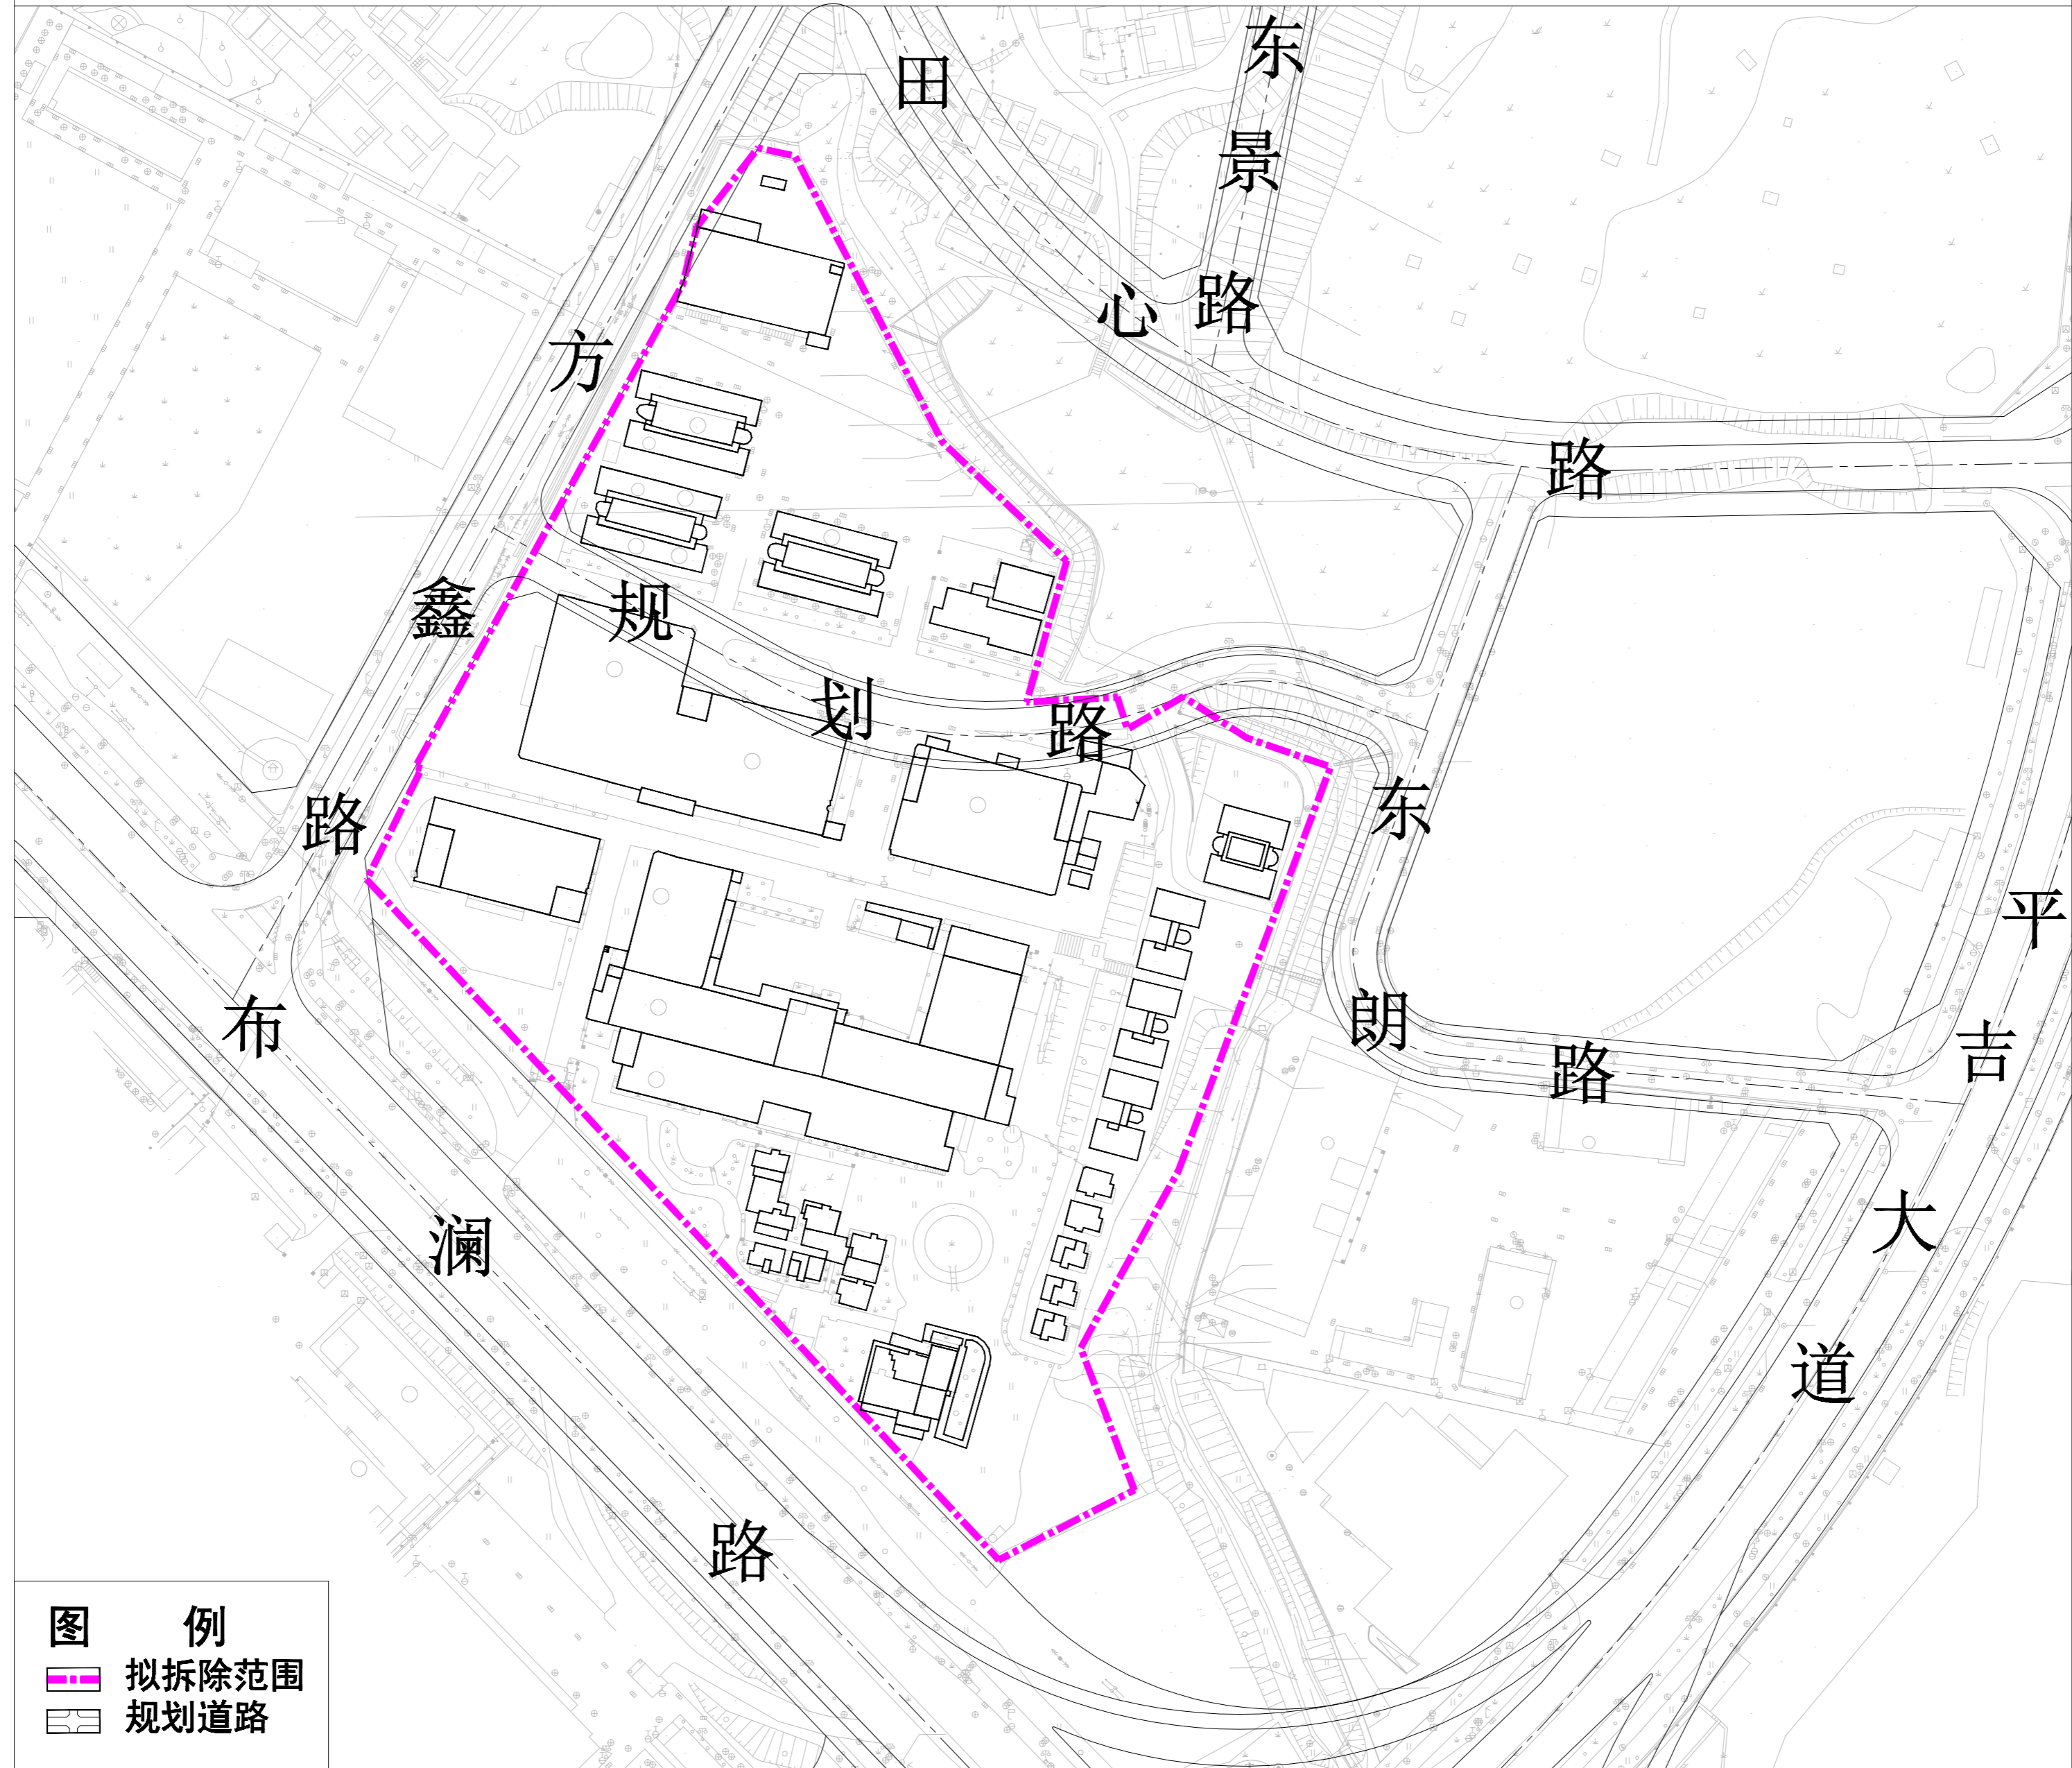 田心路
东景路
方鑫路
规划路
东朗路
平吉大道
布澜路
图 例
拟拆除范围
规划道路